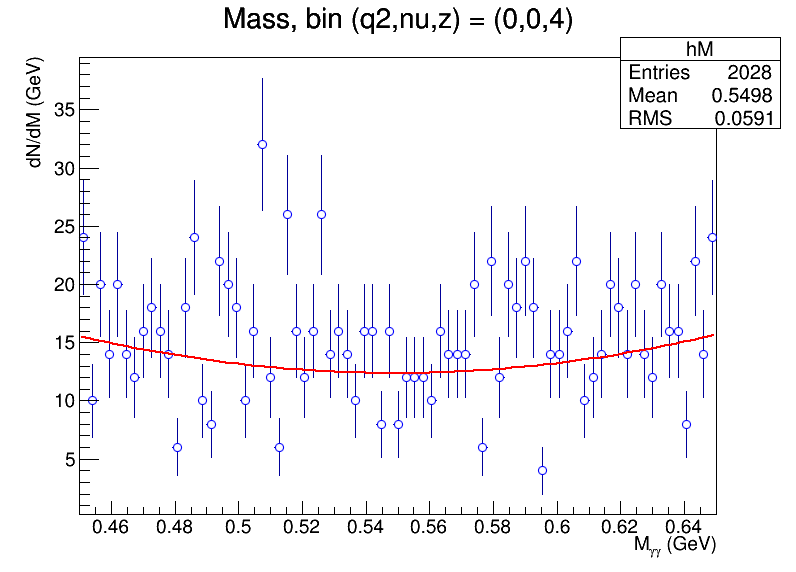 Mass, bin (q2,nu,z) = (0,0,4)
hM
Entries 2028
Mean 0.5498
RMS 0.0591
dN/dM (GeV)
35
30
25
20
15
10
5
0.46 0.48 0.5 0.52 0.54 0.56 0.58 0.6 0.62 0.64
Mγγ (GeV)